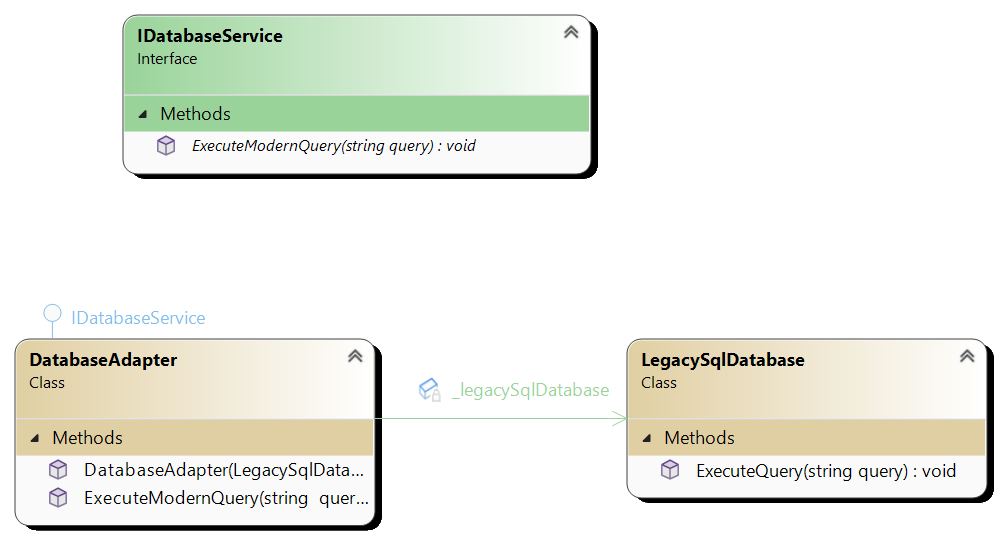 IDatabaseService
Interface
Methods
ExecuteModernQuery(string query) : void
IDatabaseService
DatabaseAdapter
Class
Methods
DatabaseAdapter(LegacySqlData...
ExecuteModernQuery(string quer...
_legacySqlDatabase
LegacySqlDatabase
Class
Methods
ExecuteQuery(string query) : void